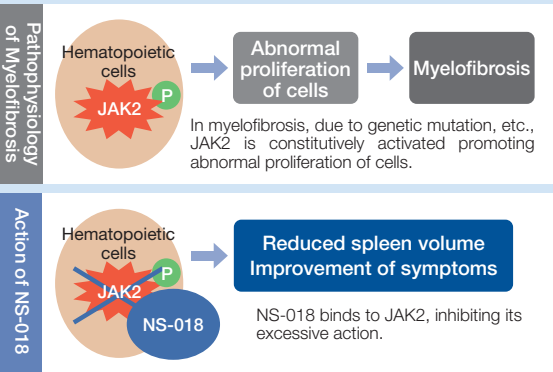 Pathophysiology
of Myelofibrosis
Hematopoietic
cells
JAK2
P
Abnormal
proliferation
of cells
Myelofibrosis
In myelofibrosis, due to genetic mutation, etc.,
JAK2 is constitutively activated promoting
abnormal proliferation of cells.
Action of NS-018
Hematopoietic
cells
JAK2
P
NS-018
Reduced spleen volume
Improvement of symptoms
NS-018 binds to JAK2, inhibiting its
excessive action.